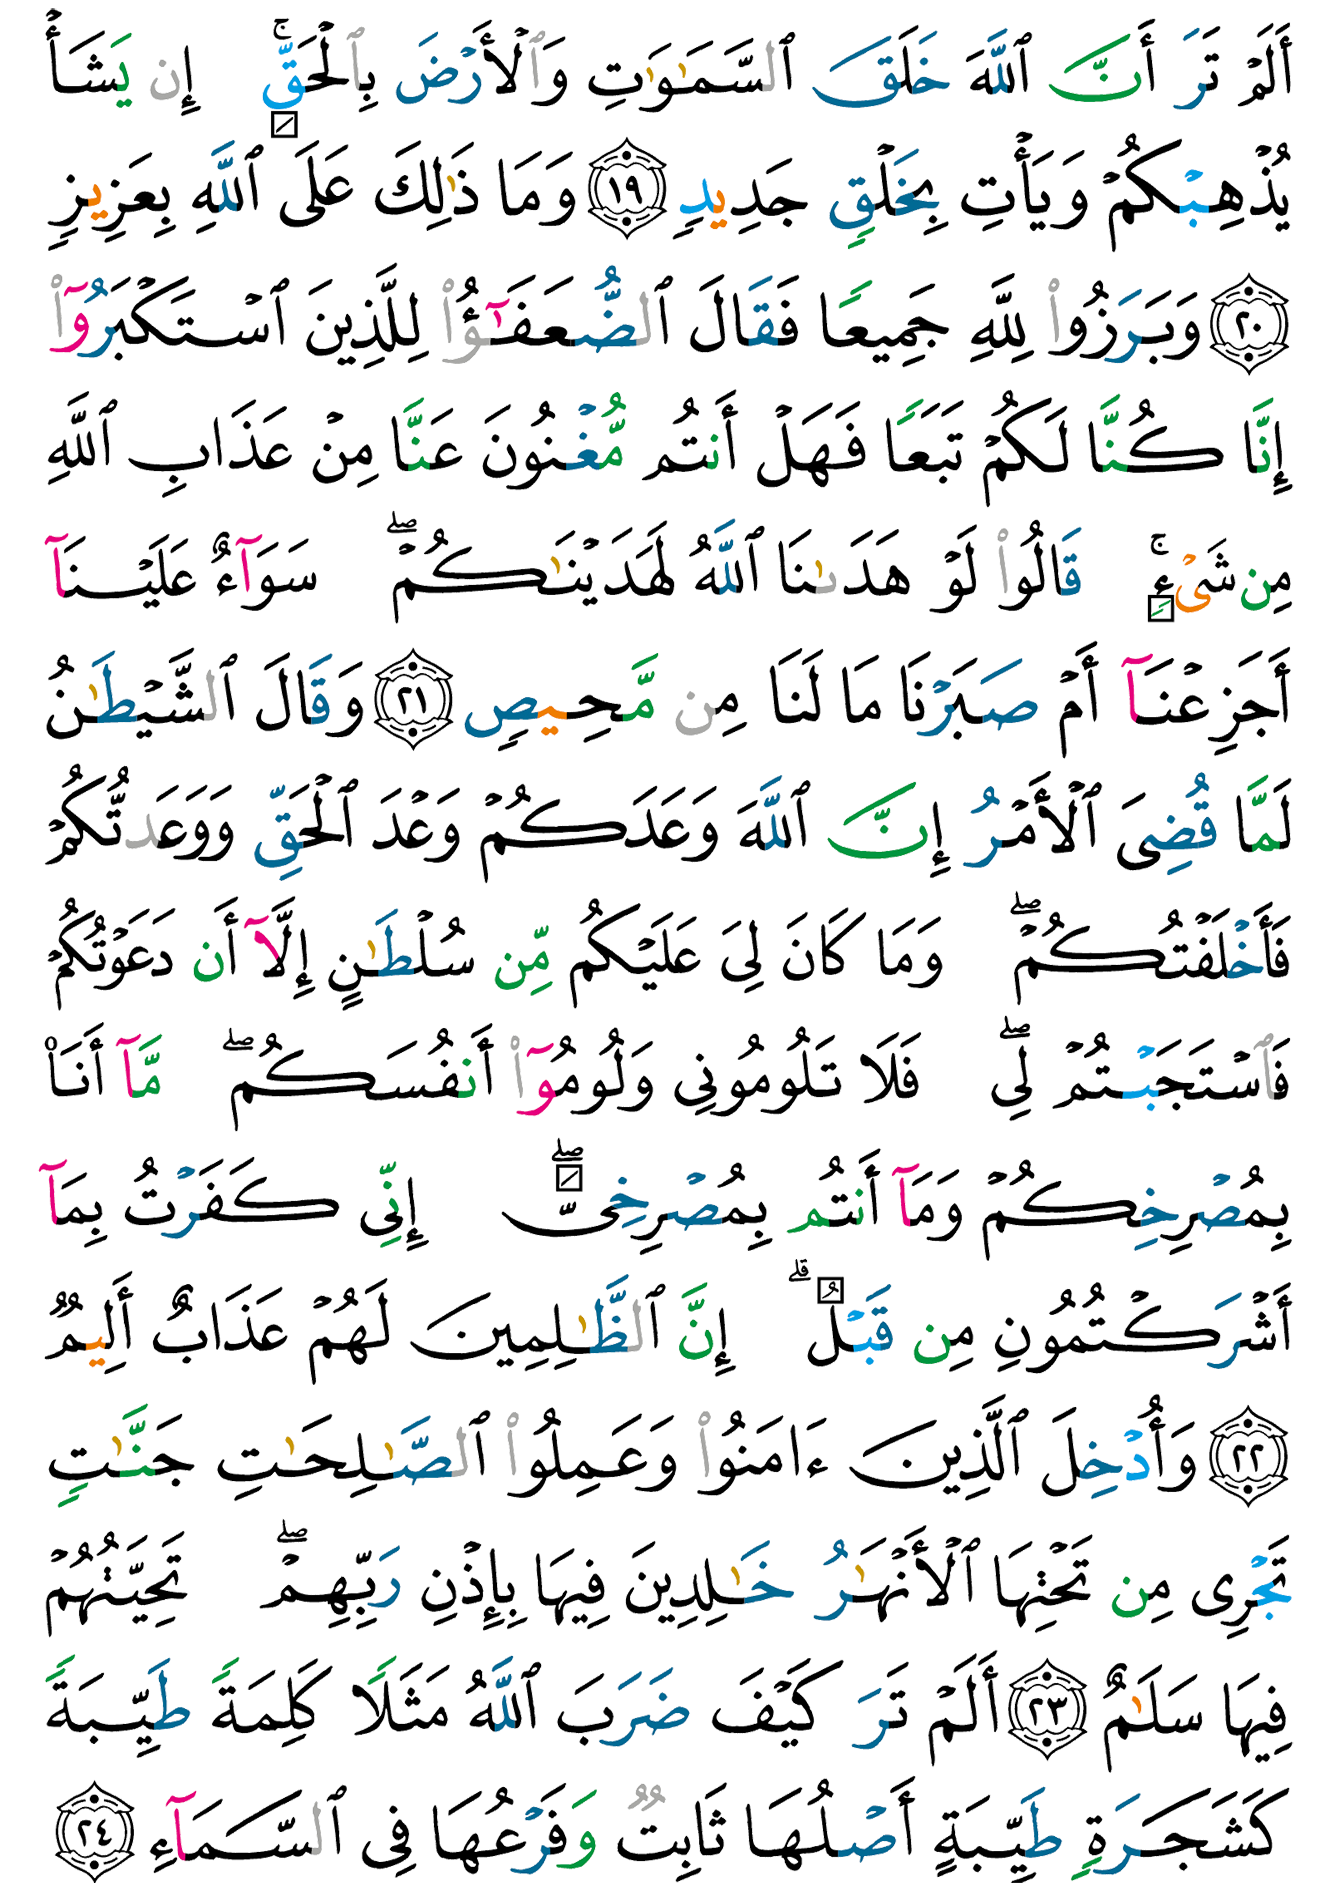 أَلَمْ تَرَ أَنَّ ٱللَّهَ خَلَقَ ٱلسَّمَـٰوَٰتِ وَٱلْأَرْضَ بِٱلْحَقِّ ۚ إِن يَشَأْ
يُذْهِبْكُمْ وَيَأْتِ بِخَلْقٍ جَدِيدٍ ١٩ وَمَا ذَٰلِكَ عَلَى ٱللَّهِ بِعَزِيزٍ
٢٠ وَبَرَزُوا۟ لِلَّهِ جَمِيعًا فَقَالَ ٱلضُّعَفَـٰٓؤُا۟ لِلَّذِينَ ٱسْتَكْبَرُوٓا۟
إِنَّا كُنَّا لَكُمْ تَبَعًا فَهَلْ أَنتُم مُّغْنُونَ عَنَّا مِنْ عَذَابِ ٱللَّهِ
مِن شَىْءٍ ۚ قَالُوا۟ لَوْ هَدَىٰنَا ٱللَّهُ لَهَدَيْنَـٰكُمْ ۖ سَوَآءٌ عَلَيْنَآ
أَجَزِعْنَآ أَمْ صَبَرْنَا مَا لَنَا مِن مَّحِيصٍ ٢١ وَقَالَ ٱلشَّيْطَـٰنُ
لَمَّا قُضِىَ ٱلْأَمْرُ إِنَّ ٱللَّهَ وَعَدَكُمْ وَعْدَ ٱلْحَقِّ وَوَعَدتُّكُمْ
فَأَخْلَفْتُكُمْ ۖ وَمَا كَانَ لِىَ عَلَيْكُم مِّن سُلْطَـٰنٍ إِلَّآ أَن دَعَوْتُكُمْ
فَٱسْتَجَبْتُمْ لِى ۖ فَلَا تَلُومُونِى وَلُومُوٓا۟ أَنفُسَكُم ۖ مَّآ أَنَا۠
بِمُصْرِخِكُمْ وَمَآ أَنتُم بِمُصْرِخِىَّ ۖ إِنِّى كَفَرْتُ بِمَآ
أَشْرَكْتُمُونِ مِن قَبْلُ ۗ إِنَّ ٱلظَّـٰلِمِينَ لَهُمْ عَذَابٌ أَلِيمٌ
٢٢ وَأُدْخِلَ ٱلَّذِينَ ءَامَنُوا۟ وَعَمِلُوا۟ ٱلصَّـٰلِحَـٰتِ جَنَّـٰتٍ
تَجْرِى مِن تَحْتِهَا ٱلْأَنْهَـٰرُ خَـٰلِدِينَ فِيهَا بِإِذْنِ رَبِّهِمْ ۖ تَحِيَّتُهُمْ
فِيهَا سَلَـٰمٌ ٢٣ أَلَمْ تَرَ كَيْفَ ضَرَبَ ٱللَّهُ مَثَلًا كَلِمَةً طَيِّبَةً
كَشَجَرَةٍ طَيِّبَةٍ أَصْلُهَا ثَابِتٌ وَفَرْعُهَا فِى ٱلسَّمَآءِ ٢٤